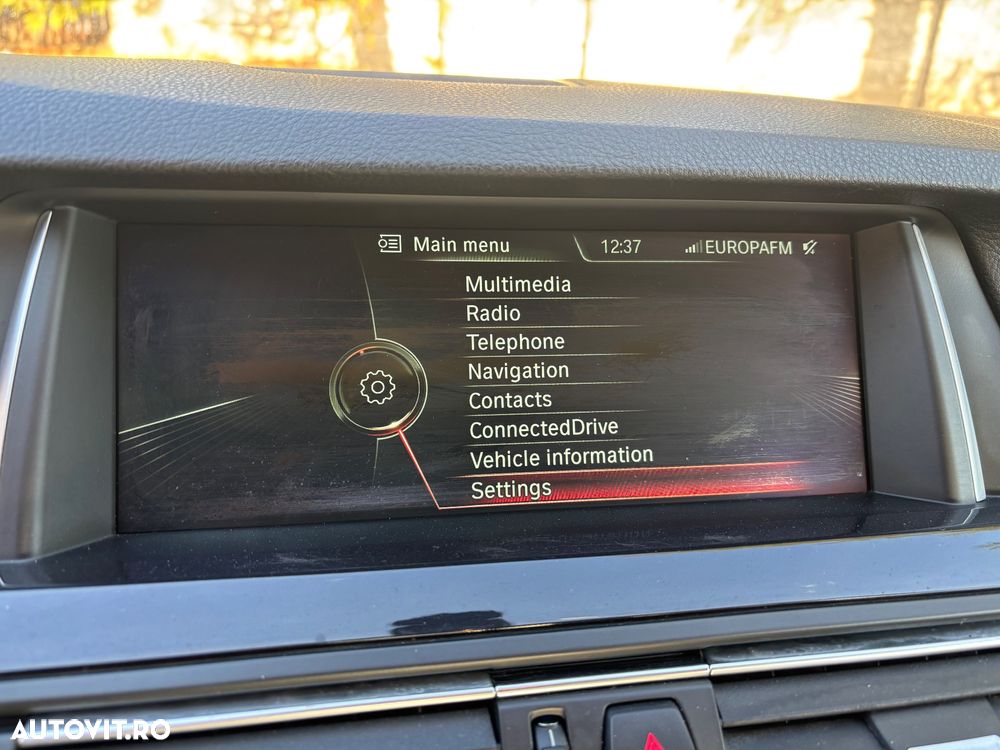 Main menu 12:37 EUROPAFM
Multimedia
Radio
Telephone
Navigation
Contacts
ConnectedDrive
Vehicle information
Settings
AUTOVIT.RO